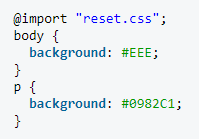 @import "reset.css";
body {
  background: #EEE;
}
p {
  background: #0982C1;
}